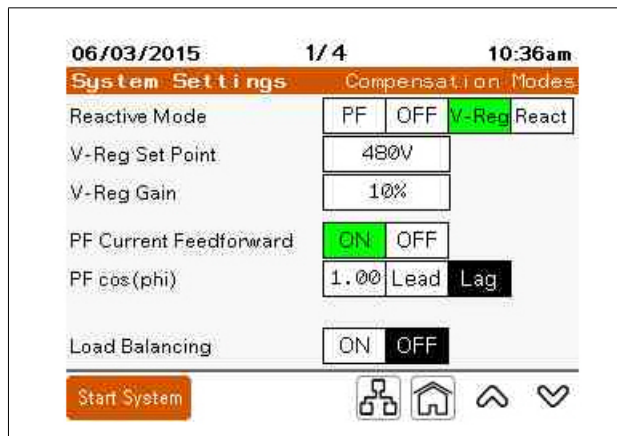 06/03/2015 1/4 10:36am
System Settings Compensation Modes
Reactive Mode PF OFF V-Reg React
V-Reg Set Point 480V
V-Reg Gain 10%
PF Current Feedforward ON OFF
PF cos(phi) 1.00 Lead Lag
Load Balancing ON OFF
Start System